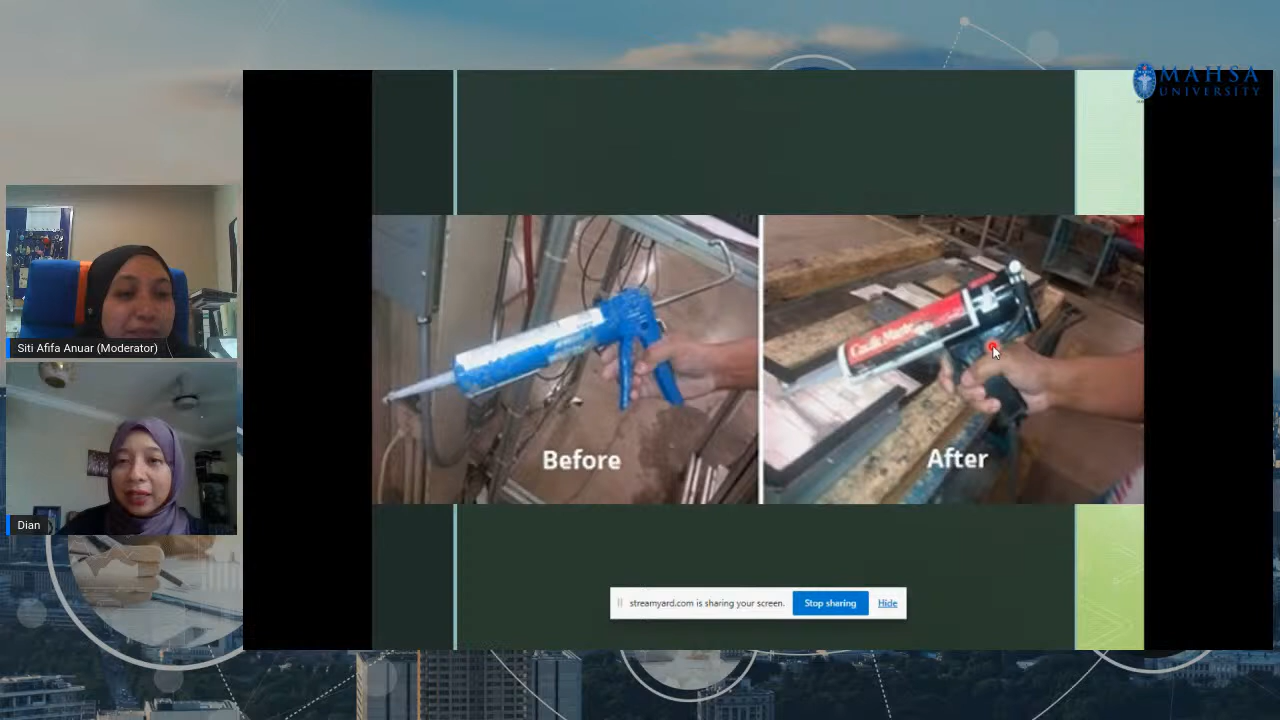 MAHSA
UNIVERSITY
Siti Afifa Anuar (Moderator)
Dian
Before
After
streamyard.com is sharing your screen.
Stop sharing
Hide